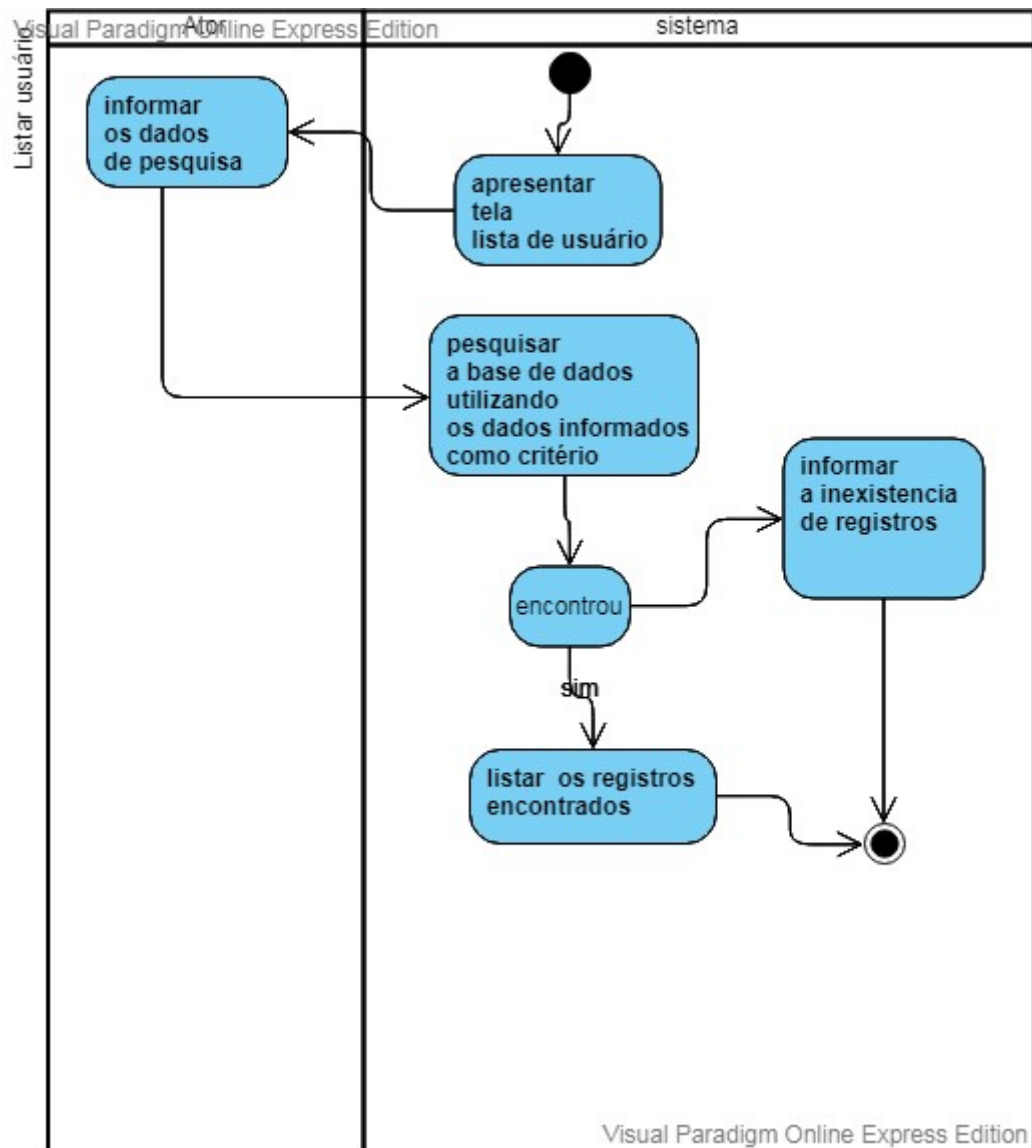 Visual Paradigm Online Express Edition
Ator
sistema
Listar usuário
informar
os dados
de pesquisa
apresentar
tela
lista de usuário
pesquisar
a base de dados
utilizando
os dados informados
como critério
informar
a inexistencia
de registros
encontrou
sim
listar os registros
encontrados
Visual Paradigm Online Express Edition